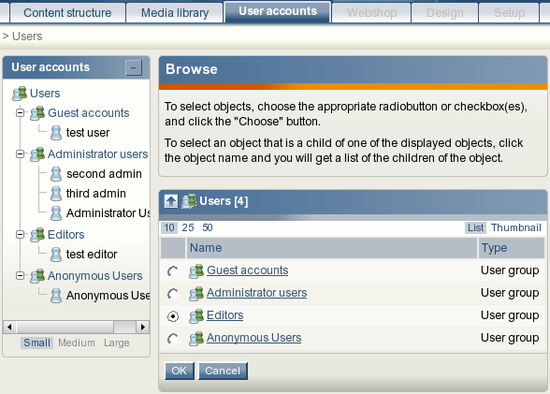 Content structure
Media library
User accounts
Webshop
Design
Setup
> Users
User accounts
Users
Guest accounts
test user
Administrator users
second admin
third admin
Administrator Us
Editors
test editor
Anonymous Users
Anonymous Use
Small Medium Large
Browse
To select objects, choose the appropriate radiobutton or checkbox(es),
and click the "Choose" button.
To select an object that is a child of one of the displayed objects, click
the object name and you will get a list of the children of the object.
Users [4]
10 25 50
List Thumbnail
Name Type
Guest accounts User group
Administrator users User group
Editors User group
Anonymous Users User group
OK Cancel